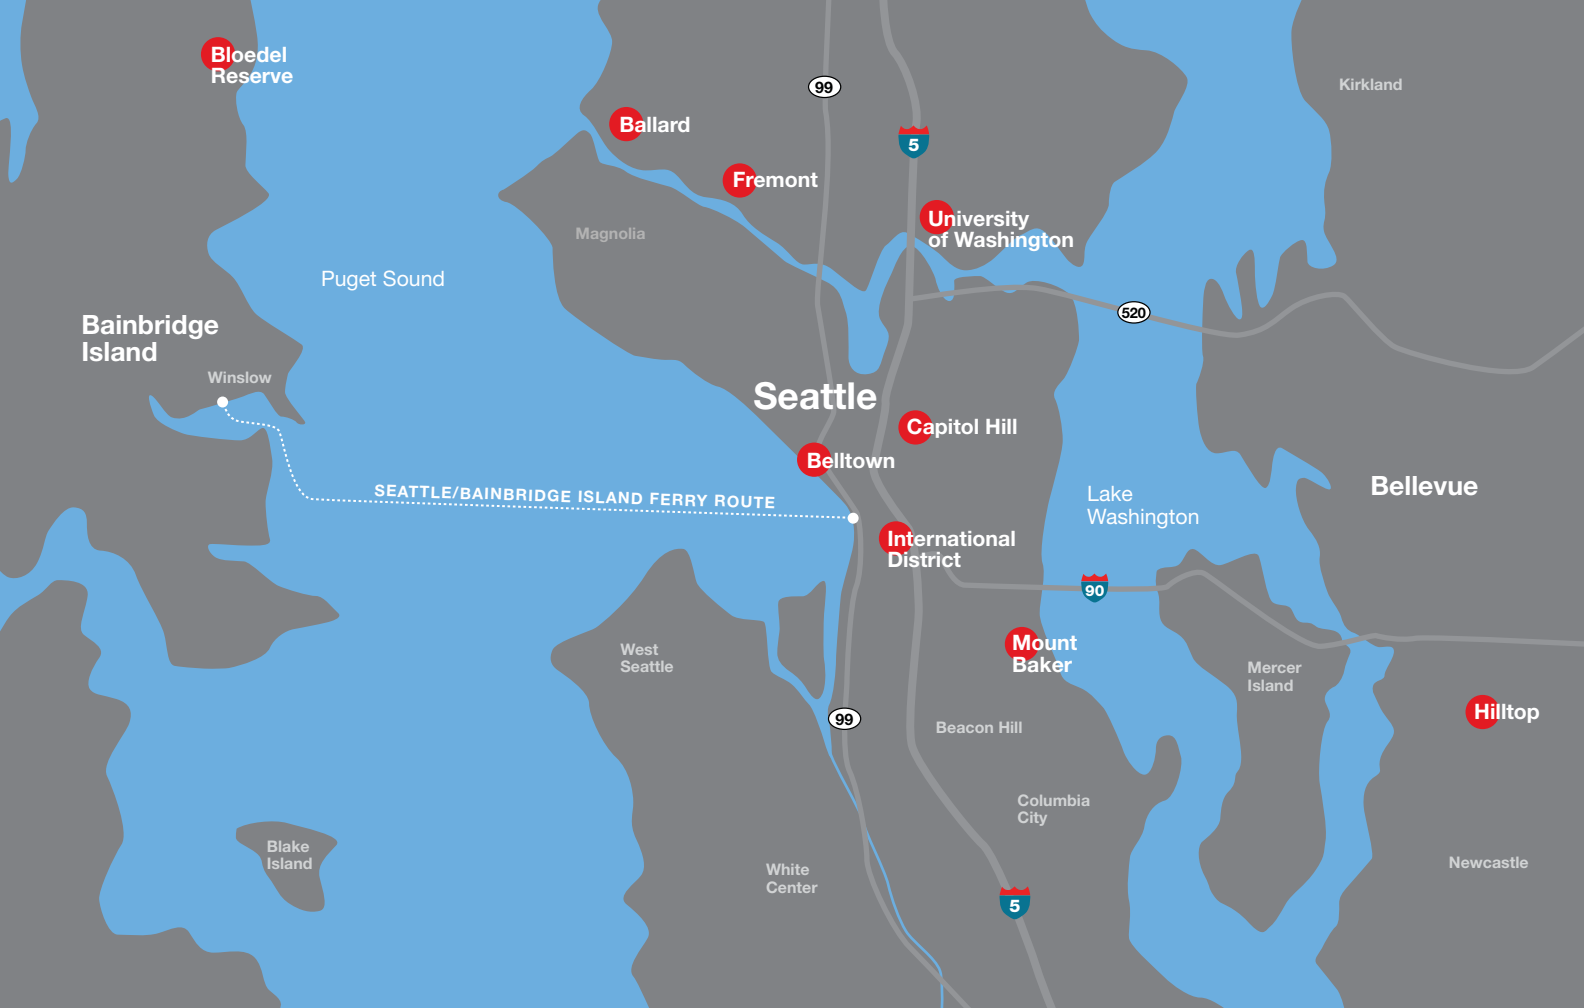 Bloedel
Reserve
Kirkland
99
Ballard
5
Fremont
University
of Washington
Magnolia
Puget Sound
520
Bainbridge
Island
Winslow
Seattle
Capitol Hill
Belltown
SEATTLE/BAINBRIDGE ISLAND FERRY ROUTE
Bellevue
Lake
Washington
International
District
90
West
Seattle
Mount
Baker
Mercer
Island
Hilltop
99
Beacon Hill
Columbia
City
Blake
Island
White
Center
Newcastle
5